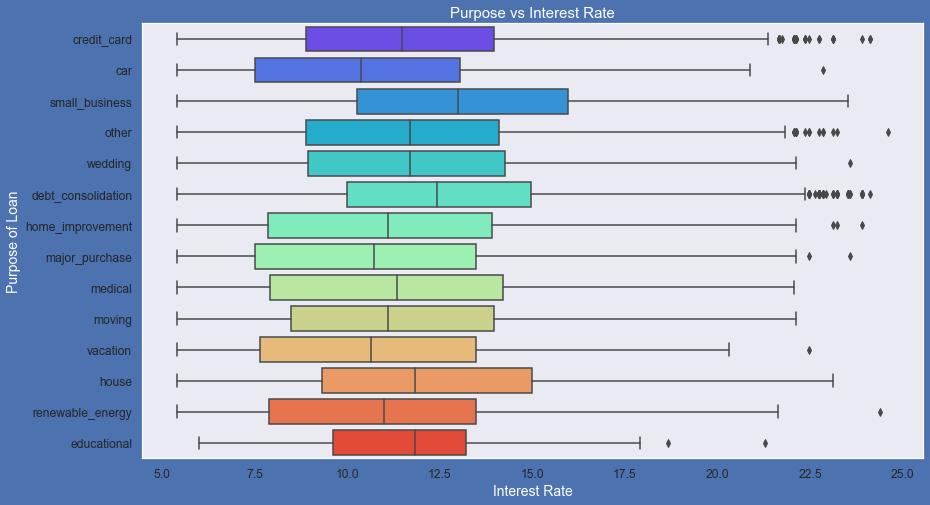 Purpose vs Interest Rate
Purpose of Loan
credit_card
car
small_business
other
wedding
debt_consolidation
home_improvement
major_purchase
medical
moving
vacation
house
renewable_energy
educational
5.0 7.5 10.0 12.5 15.0 17.5 20.0 22.5 25.0
Interest Rate